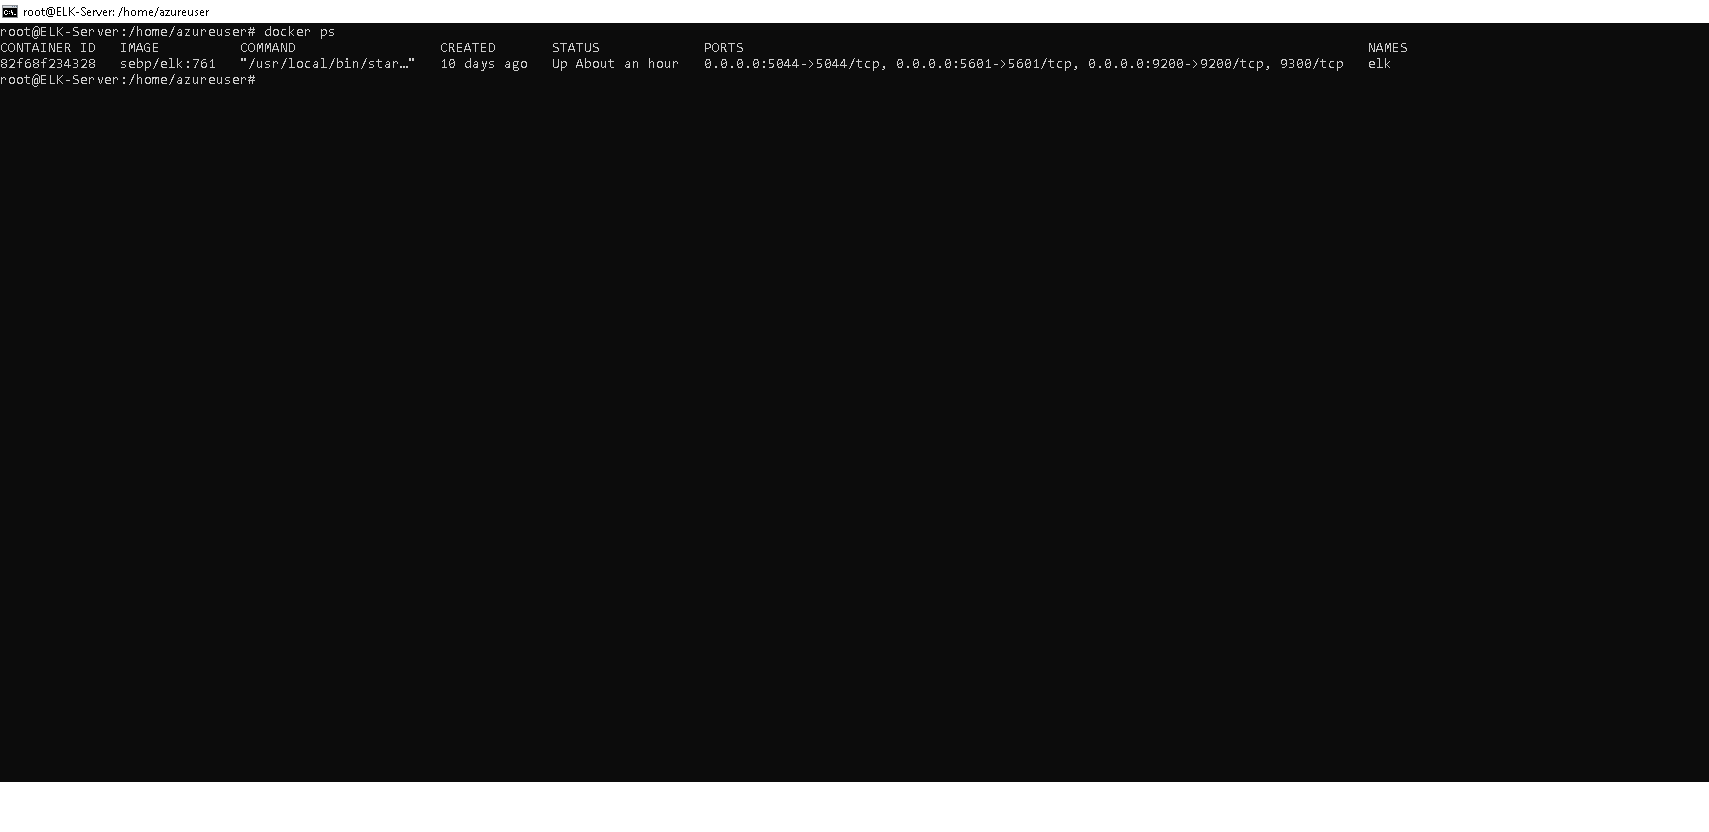 root@ELK-Server: /home/azureuser
root@ELK-Server:/home/azureuser# docker ps
CONTAINER ID   IMAGE          COMMAND                  CREATED       STATUS             PORTS                                                                              NAMES
82f68f234328   sebp/elk:761   "/usr/local/bin/star…"   10 days ago   Up About an hour   0.0.0.0:5044->5044/tcp, 0.0.0.0:5601->5601/tcp, 0.0.0.0:9200->9200/tcp, 9300/tcp   elk
root@ELK-Server:/home/azureuser#